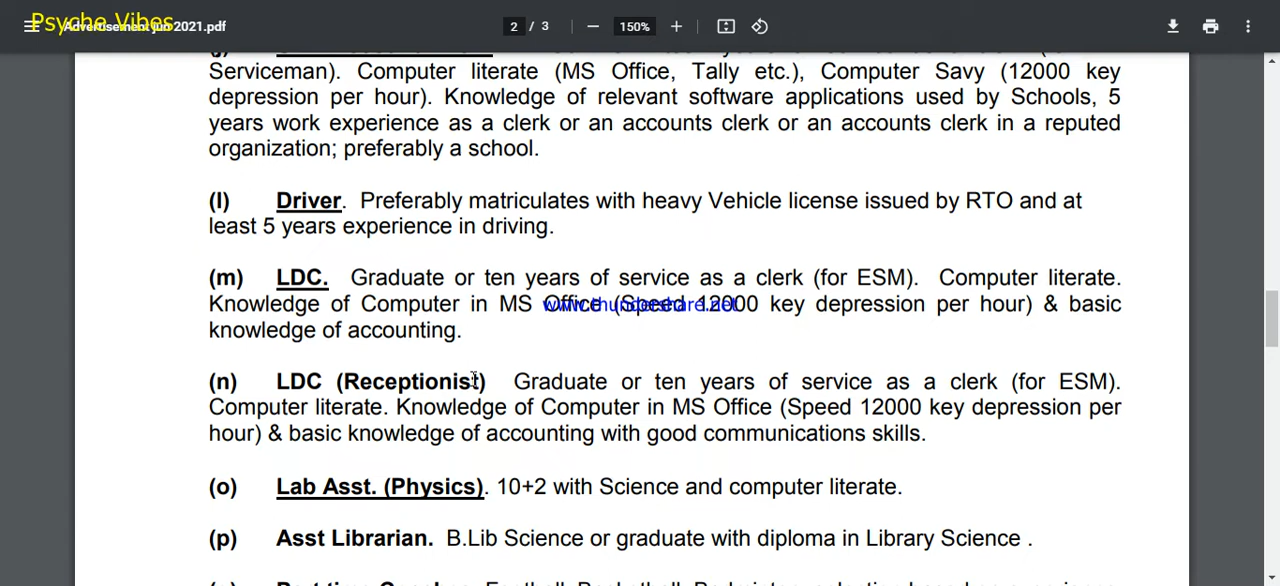 Psyche Vibes
Advertisement jun 2021.pdf
2 / 3
150%
Serviceman). Computer literate (MS Office, Tally etc.), Computer Savy (12000 key
depression per hour). Knowledge of relevant software applications used by Schools, 5
years work experience as a clerk or an accounts clerk or an accounts clerk in a reputed
organization; preferably a school.
(l) Driver. Preferably matriculates with heavy Vehicle license issued by RTO and at
least 5 years experience in driving.
(m) LDC. Graduate or ten years of service as a clerk (for ESM). Computer literate.
Knowledge of Computer in MS Office (Speed 12000 key depression per hour) & basic
www.thundershare.net
knowledge of accounting.
(n) LDC (Receptionist) Graduate or ten years of service as a clerk (for ESM).
Computer literate. Knowledge of Computer in MS Office (Speed 12000 key depression per
hour) & basic knowledge of accounting with good communications skills.
(o) Lab Asst. (Physics). 10+2 with Science and computer literate.
(p) Asst Librarian. B.Lib Science or graduate with diploma in Library Science .